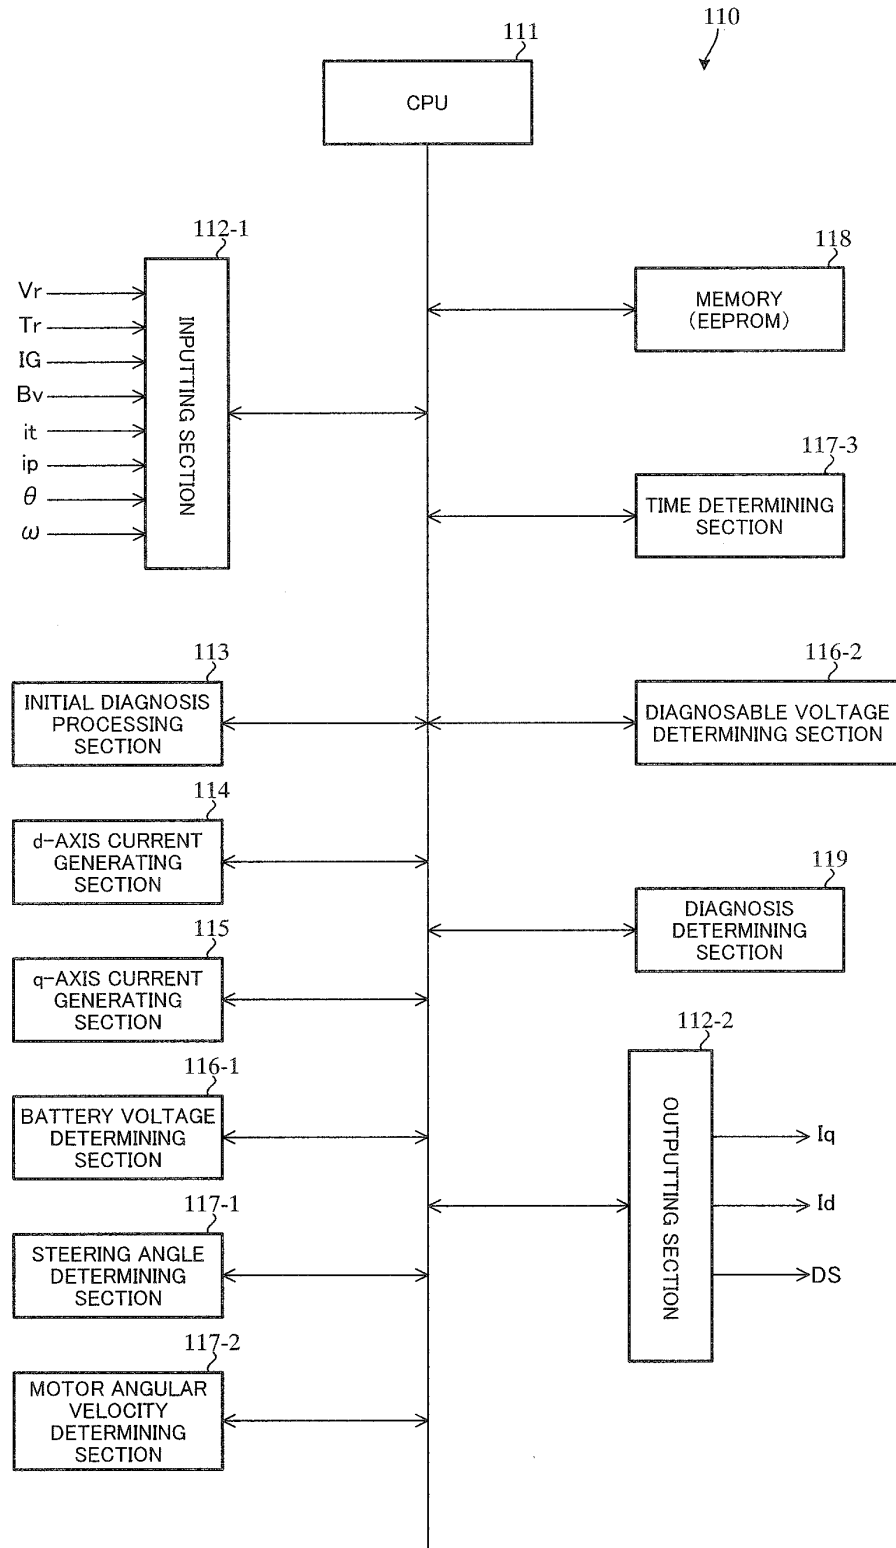 110
111
CPU
112-1
Vr
Tr
IG
Bv
it
ip
θ
ω
INPUTTING SECTION
118
MEMORY
(EEPROM)
117-3
TIME DETERMINING
SECTION
113
INITIAL DIAGNOSIS
PROCESSING
SECTION
116-2
DIAGNOSABLE VOLTAGE
DETERMINING SECTION
114
d-AXIS CURRENT
GENERATING
SECTION
119
DIAGNOSIS
DETERMINING
SECTION
115
q-AXIS CURRENT
GENERATING
SECTION
112-2
OUTPUTTING SECTION
Iq
Id
DS
116-1
BATTERY VOLTAGE
DETERMINING
SECTION
117-1
STEERING ANGLE
DETERMINING
SECTION
117-2
MOTOR ANGULAR
VELOCITY
DETERMINING
SECTION